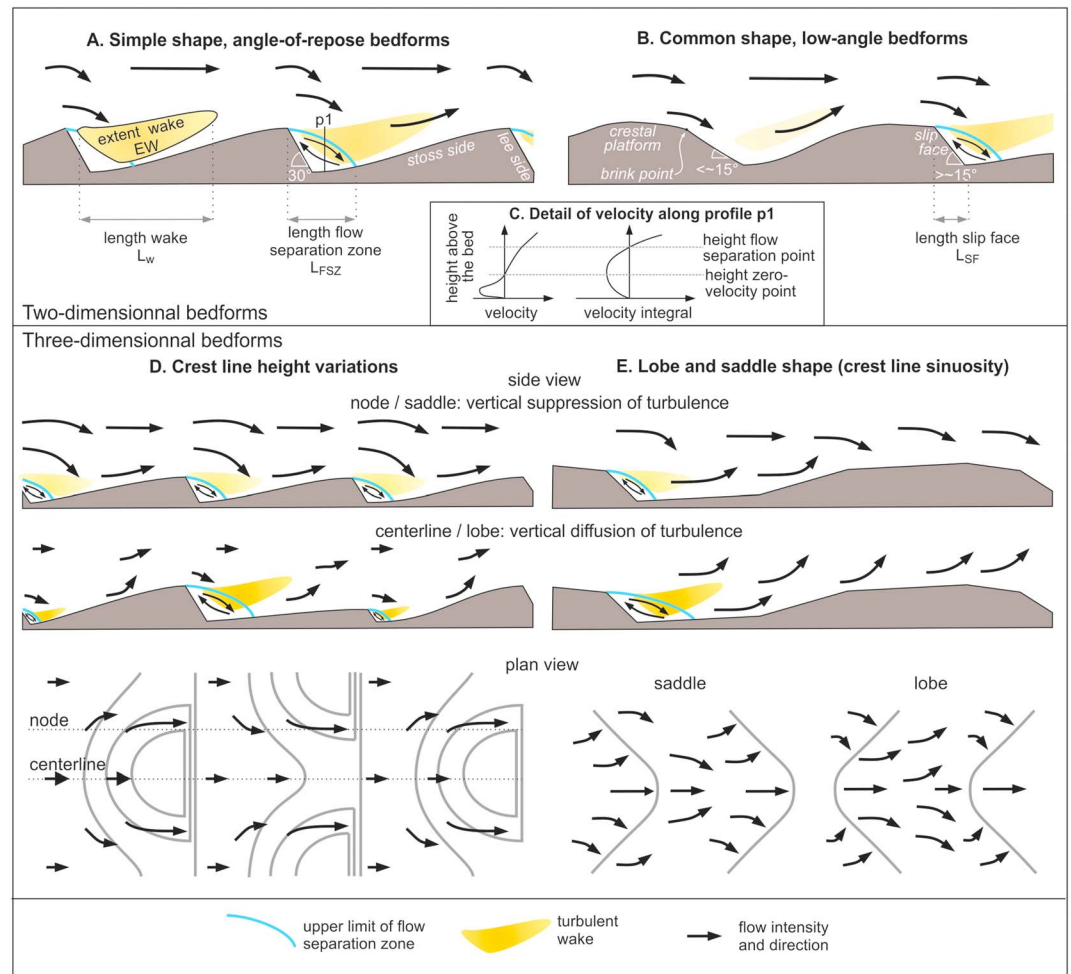 A. Simple shape, angle-of-repose bedforms
B. Common shape, low-angle bedforms
extent wake
EW
p1
30°
stoss side
lee side
crestal
platform
brink point
<~15°
slip
face
>~15°
length wake
Lw
length flow
separation zone
LFSZ
length slip face
LSF
C. Detail of velocity along profile p1
height above
the bed
velocity
velocity integral
height flow
separation point
height zero-
velocity point
Two-dimensionnal bedforms
Three-dimensionnal bedforms
D. Crest line height variations
E. Lobe and saddle shape (crest line sinuosity)
side view
node / saddle: vertical suppression of turbulence
centerline / lobe: vertical diffusion of turbulence
plan view
node
centerline
saddle
lobe
upper limit of flow
separation zone
turbulent
wake
flow intensity
and direction